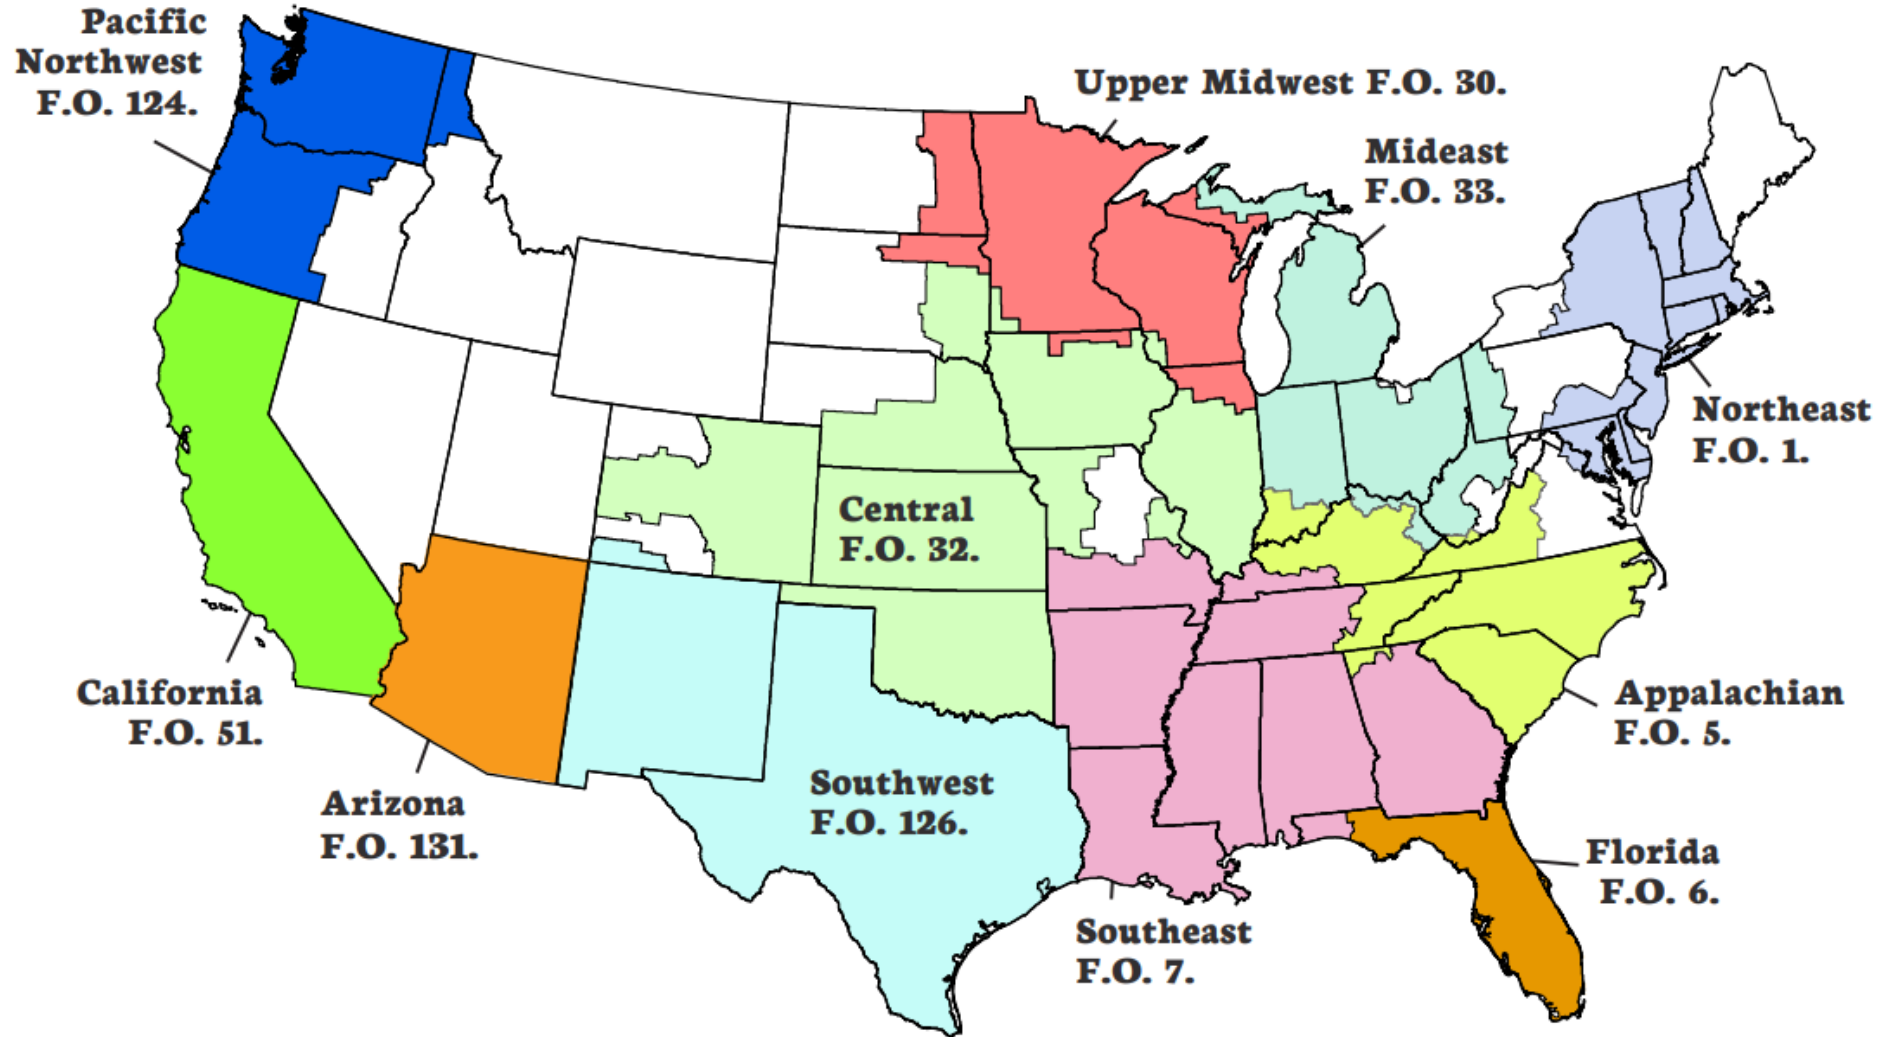 Pacific
Northwest
F.O. 124.
Upper Midwest F.O. 30.
Mideast
F.O. 33.
Northeast
F.O. 1.
Central
F.O. 32.
California
F.O. 51.
Appalachian
F.O. 5.
Arizona
F.O. 131.
Southwest
F.O. 126.
Florida
F.O. 6.
Southeast
F.O. 7.